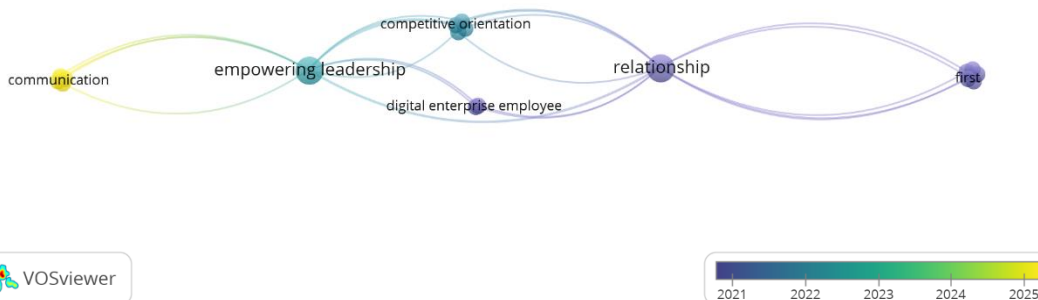 competitive orientation
communication
empowering leadership
relationship
first
digital enterprise employee
VOSviewer
2021 2022 2023 2024 2025